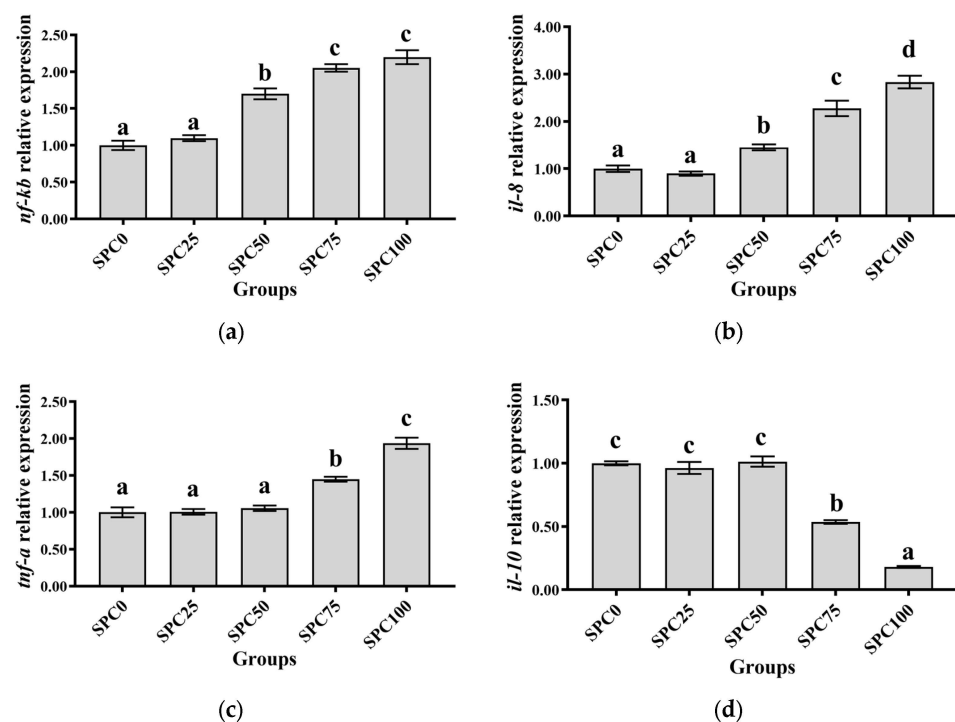 nf-kb relative expression
2.50
2.00
1.50
1.00
0.50
0.00
a
a
b
c
c
SPC0
SPC25
SPC50
SPC75
SPC100
Groups
(a)
il-8 relative expression
4.00
3.00
2.00
1.00
0.00
a
a
b
c
d
SPC0
SPC25
SPC50
SPC75
SPC100
Groups
(b)
tnf-a relative expression
2.50
2.00
1.50
1.00
0.50
0.00
a
a
a
b
c
SPC0
SPC25
SPC50
SPC75
SPC100
Groups
(c)
il-10 relative expression
1.50
1.00
0.50
0.00
c
c
c
b
a
SPC0
SPC25
SPC50
SPC75
SPC100
Groups
(d)